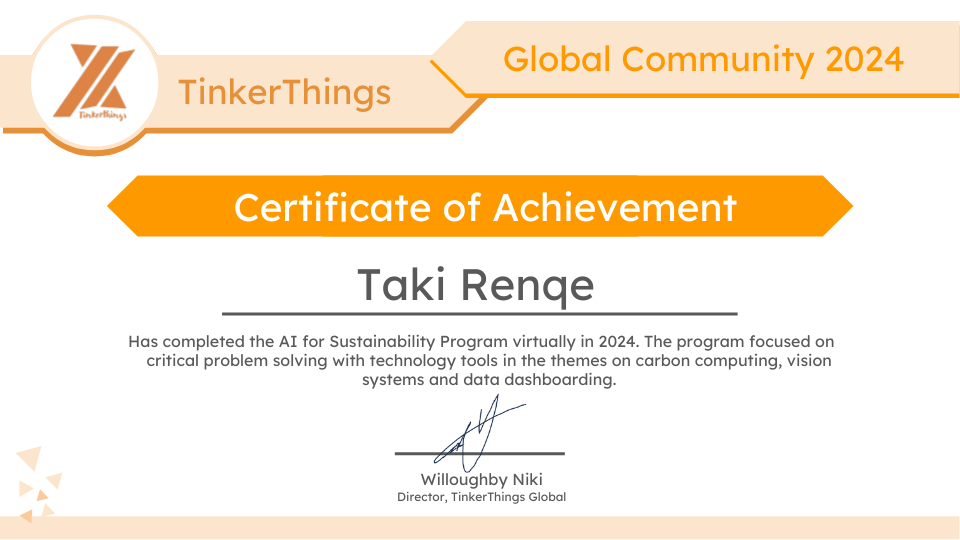 TinkerThings
TinkerThings
Global Community 2024
Certificate of Achievement
Taki Renqe
Has completed the AI for Sustainability Program virtually in 2024. The program focused on
critical problem solving with technology tools in the themes on carbon computing, vision
systems and data dashboarding.
Willoughby Niki
Director, TinkerThings Global